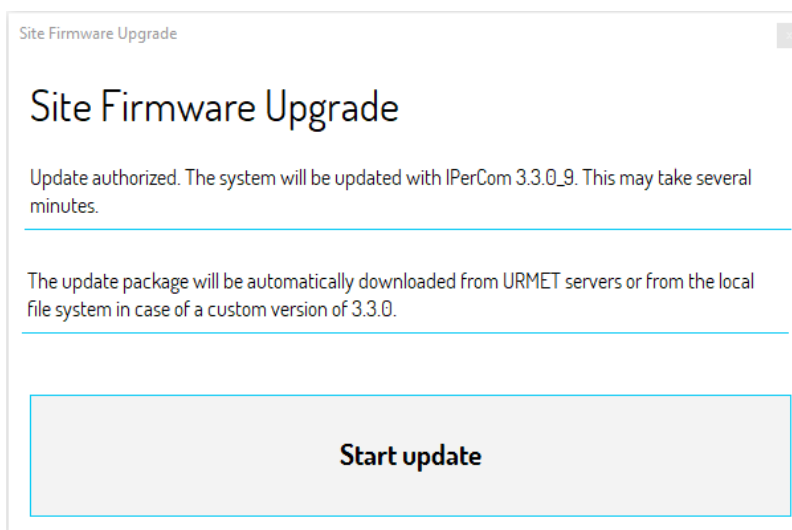 Site Firmware Upgrade
Site Firmware Upgrade
Update authorized. The system will be updated with IPerCom 3.3.0_9. This may take several
minutes.
The update package will be automatically downloaded from URMET servers or from the local
file system in case of a custom version of 3.3.0.
Start update